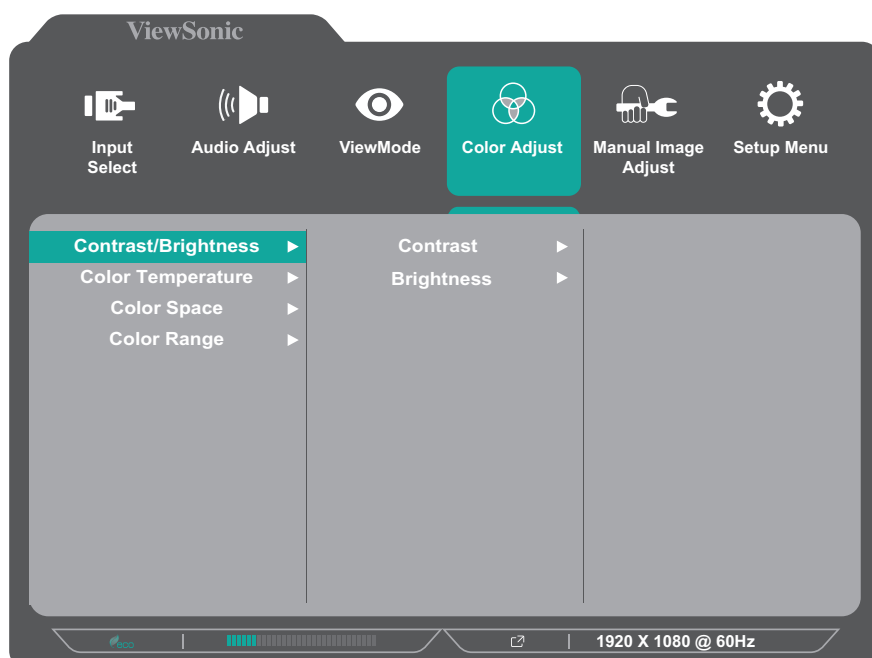 ViewSonic
Input
Select
Audio Adjust
ViewMode
Color Adjust
Manual Image
Adjust
Setup Menu
Contrast/Brightness
Color Temperature
Color Space
Color Range
Contrast
Brightness
eco
1920 X 1080 @ 60Hz